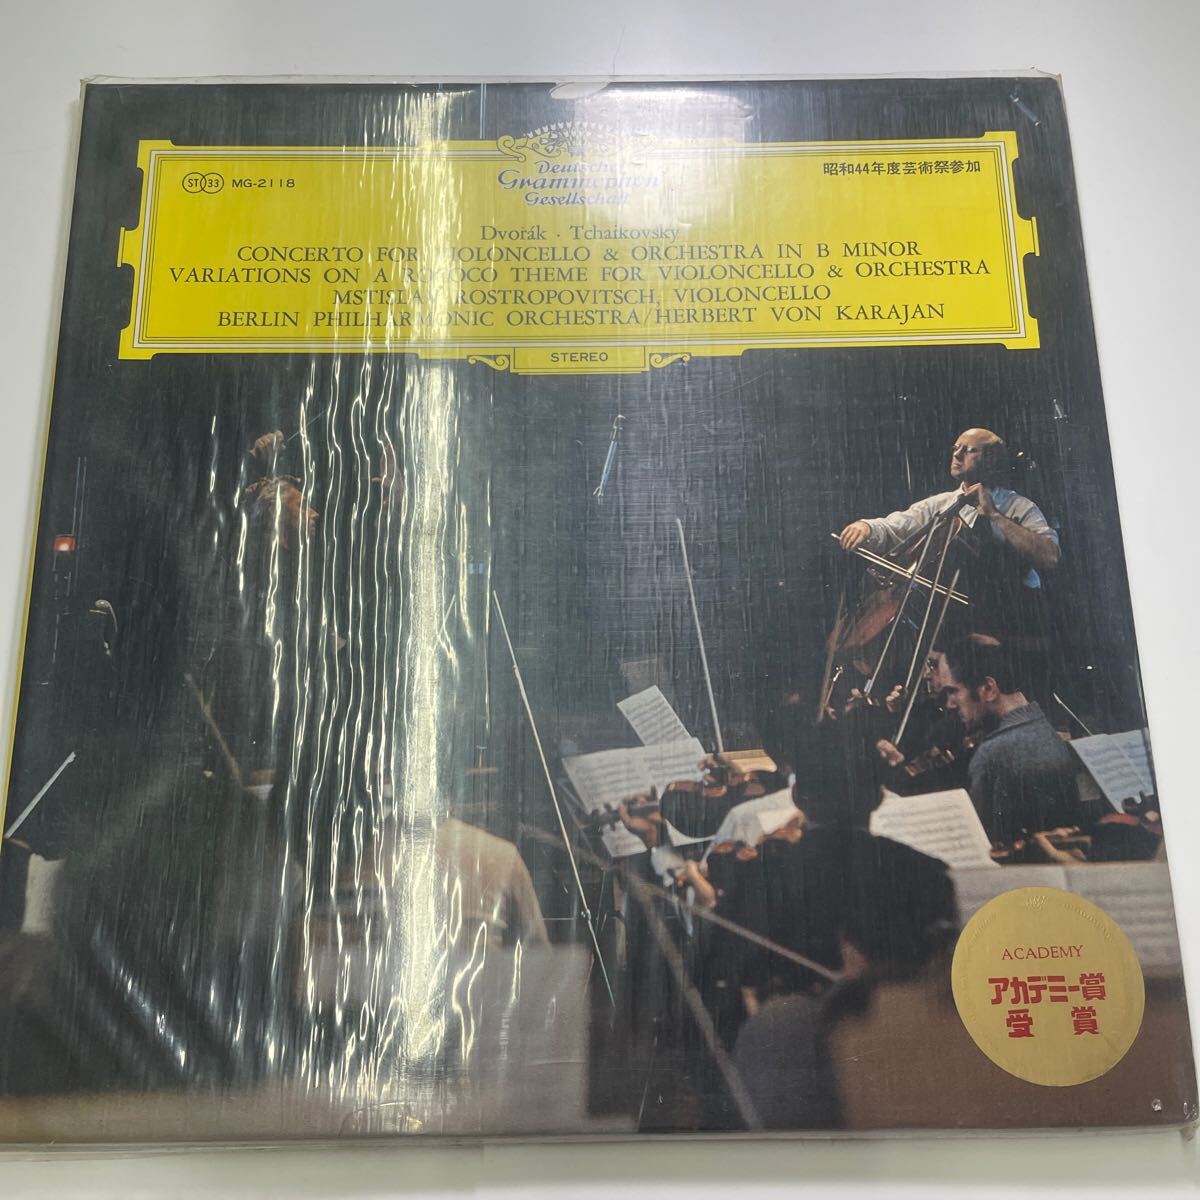 ST 33 MG-2118
Deutsche
Grammophon
Gesellschaft
昭和44年度芸術祭参加
Dvořák · Tchaikovsky
CONCERTO FOR VIOLONCELLO & ORCHESTRA IN B MINOR
VARIATIONS ON A ROCOCO THEME FOR VIOLONCELLO & ORCHESTRA
MSTISLAV ROSTROPOVITSCH, VIOLONCELLO
BERLIN PHILHARMONIC ORCHESTRA/HERBERT VON KARAJAN
STEREO
ACADEMY
アカデミー賞
受賞